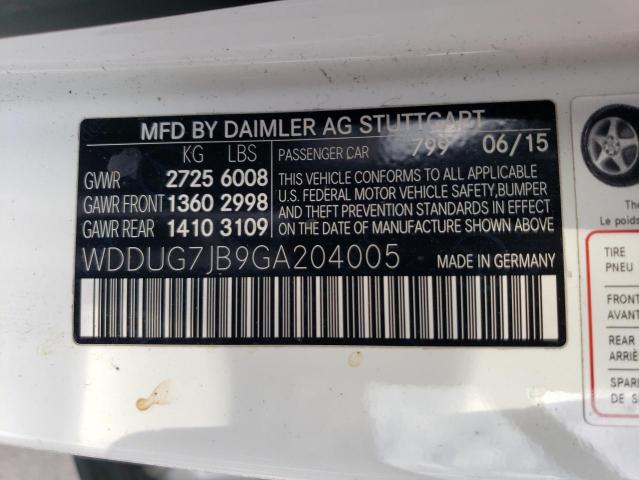 MFD BY DAIMLER AG STUTTGART
KG LBS PASSENGER CAR 799 06/15
GVWR 2725 6008
GAWR FRONT 1360 2998
GAWR REAR 1410 3109
THIS VEHICLE CONFORMS TO ALL APPLICABLE
U.S. FEDERAL MOTOR VEHICLE SAFETY, BUMPER
AND THEFT PREVENTION STANDARDS IN EFFECT
ON DATE OF MANUFACTURE SHOWN ABOVE.
WDDUG7JB9GA204005 MADE IN GERMANY
The
Le poids
TIRE
PNEU
FRONT
AVANT
REAR
ARR
SPARE
DE S